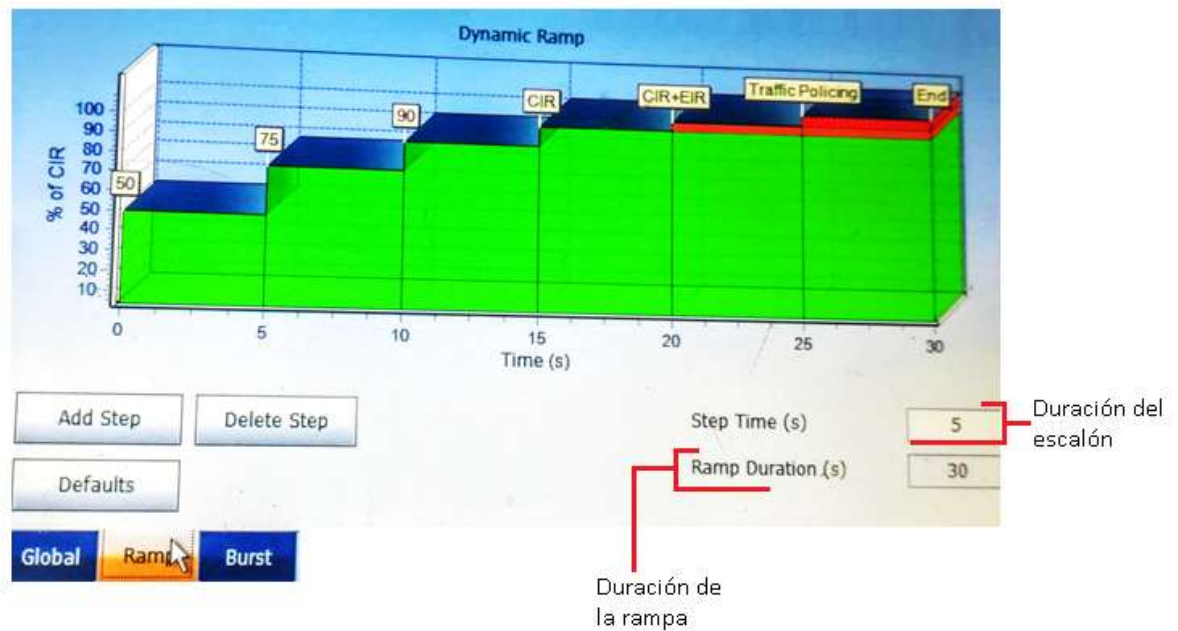 Dynamic Ramp
% of CIR
100
90
80
70
60
50
40
30
20
10
50
75
90
CIR
CIR+EIR
Traffic Policing
End
0
5
10
15
20
25
30
Time (s)
Add Step
Delete Step
Defaults
Step Time (s)
5
Ramp Duration (s)
30
Duración del
escalón
Global
Ramp
Burst
Duración de
la rampa